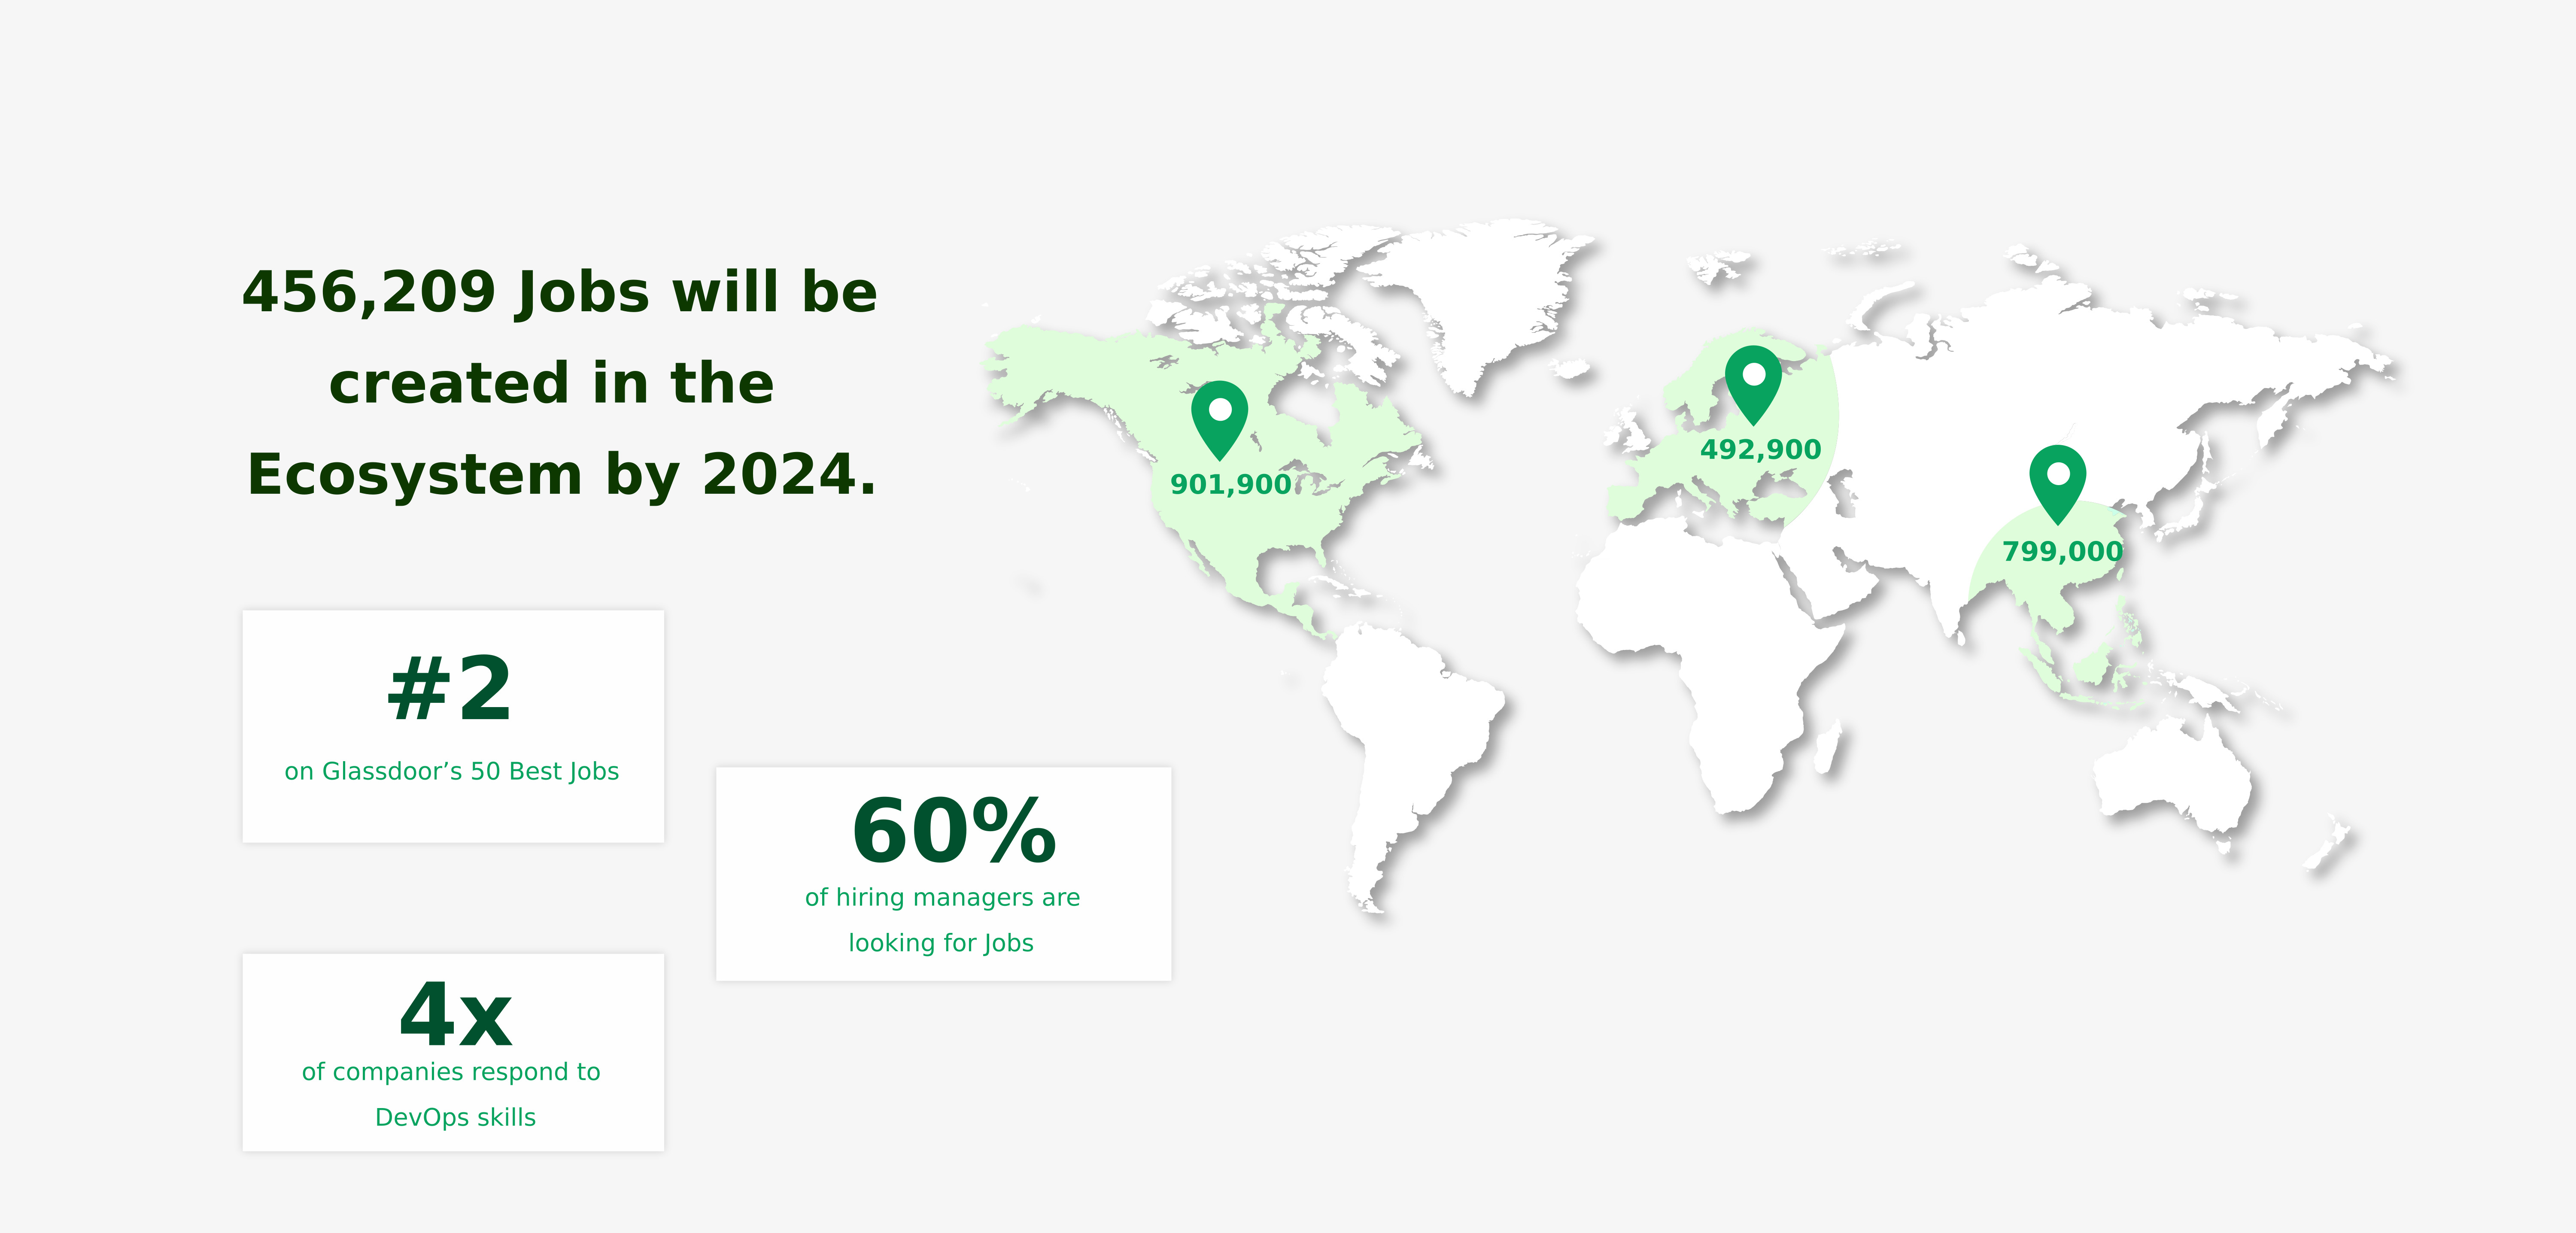 456,209 Jobs will be
created in the
Ecosystem by 2024.
#2
on Glassdoor’s 50 Best Jobs
60%
of hiring managers are
looking for Jobs
4x
of companies respond to
DevOps skills
901,900
492,900
799,000